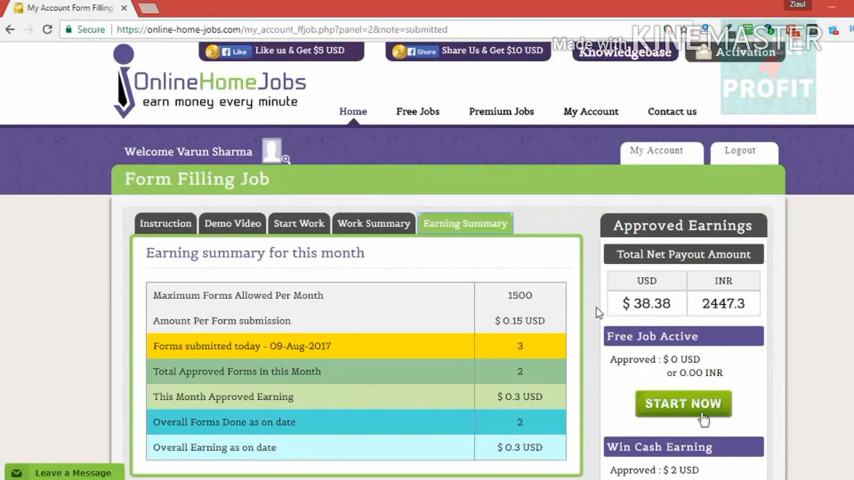 My Account Form Filling
Ziaul
Secure
https://online-home-jobs.com/my_account_ffjob.php?panel=2&note=submitted
Like
Like us & Get $5 USD
Share
Share Us & Get $10 USD
Knowledgebase
Activation
Made with KINEMASTER
4
PROFIT
OnlineHomeJobs
earn money every minute
Home
Free Jobs
Premium Jobs
My Account
Contact us
Welcome Varun Sharma
My Account
Logout
Form Filling Job
Instruction
Demo Video
Start Work
Work Summary
Earning Summary
Earning summary for this month
Maximum Forms Allowed Per Month 1500
Amount Per Form submission $ 0.15 USD
Forms submitted today - 09-Aug-2017 3
Total Approved Forms in this Month 2
This Month Approved Earning $ 0.3 USD
Overall Forms Done as on date 2
Overall Earning as on date $ 0.3 USD
Approved Earnings
Total Net Payout Amount
USD INR
$ 38.38 2447.3
Free Job Active
Approved : $ 0 USD
or 0.00 INR
START NOW
Win Cash Earning
Approved : $ 2 USD
Leave a Message